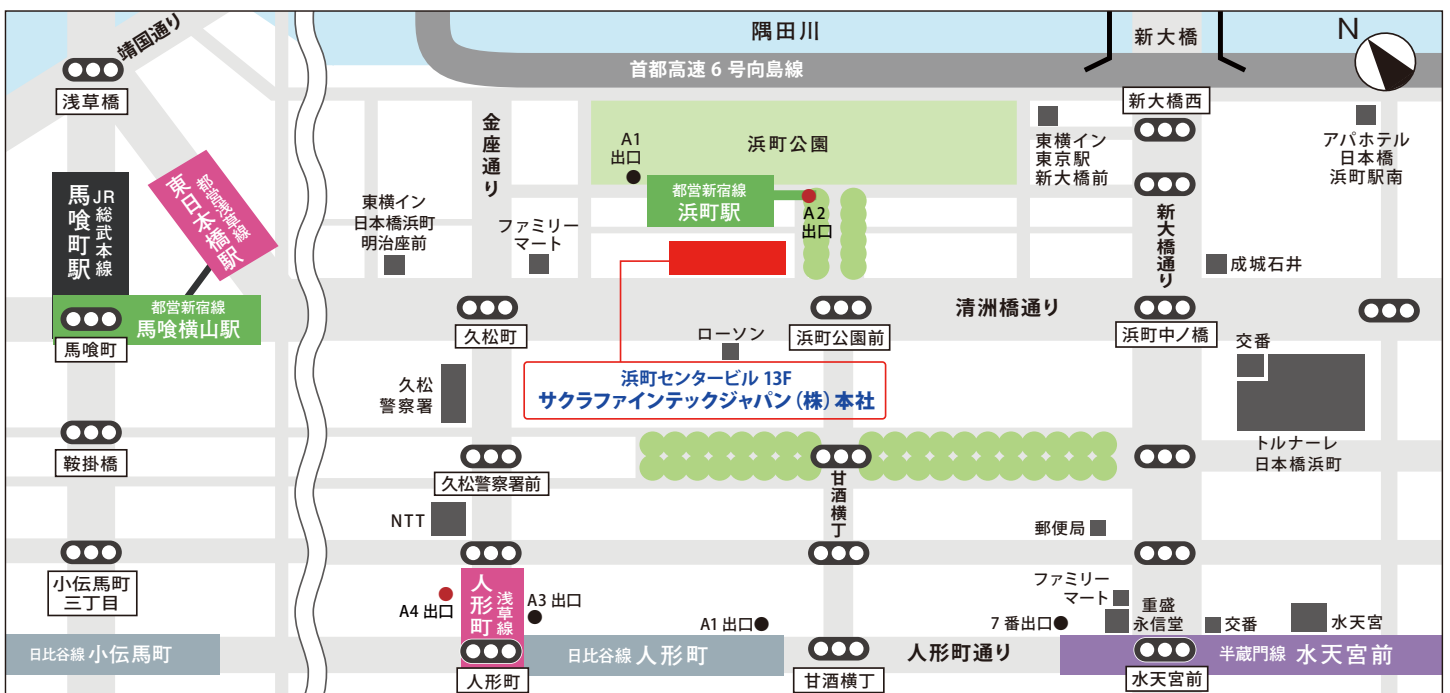 隅田川
新大橋
N
靖国通り
首都高速 6 号向島線
浅草橋
新大橋西
金座通り
A1
出口
浜町公園
東横イン
東京駅
新大橋前
アパホテル
日本橋
浜町駅南
JR総武本線
馬喰町駅
都営浅草線
東日本橋駅
東横イン
日本橋浜町
明治座前
ファミリー
マート
都営新宿線
浜町駅
A2
出口
新大橋通り
成城石井
都営新宿線
馬喰横山駅
馬喰町
久松町
清洲橋通り
浜町公園前
浜町中ノ橋
ローソン
交番
浜町センタービル 13F
サクラファインテックジャパン(株)本社
久松
警察署
鞍掛橋
久松警察署前
甘酒横丁
トルナーレ
日本橋浜町
NTT
郵便局
小伝馬町
三丁目
A4 出口
浅草線
人形町
A3 出口
A1 出口
7 番出口
ファミリー
マート
重盛
永信堂
交番
水天宮
日比谷線 小伝馬町
日比谷線 人形町
人形町通り
半蔵門線 水天宮前
人形町
甘酒横丁
水天宮前